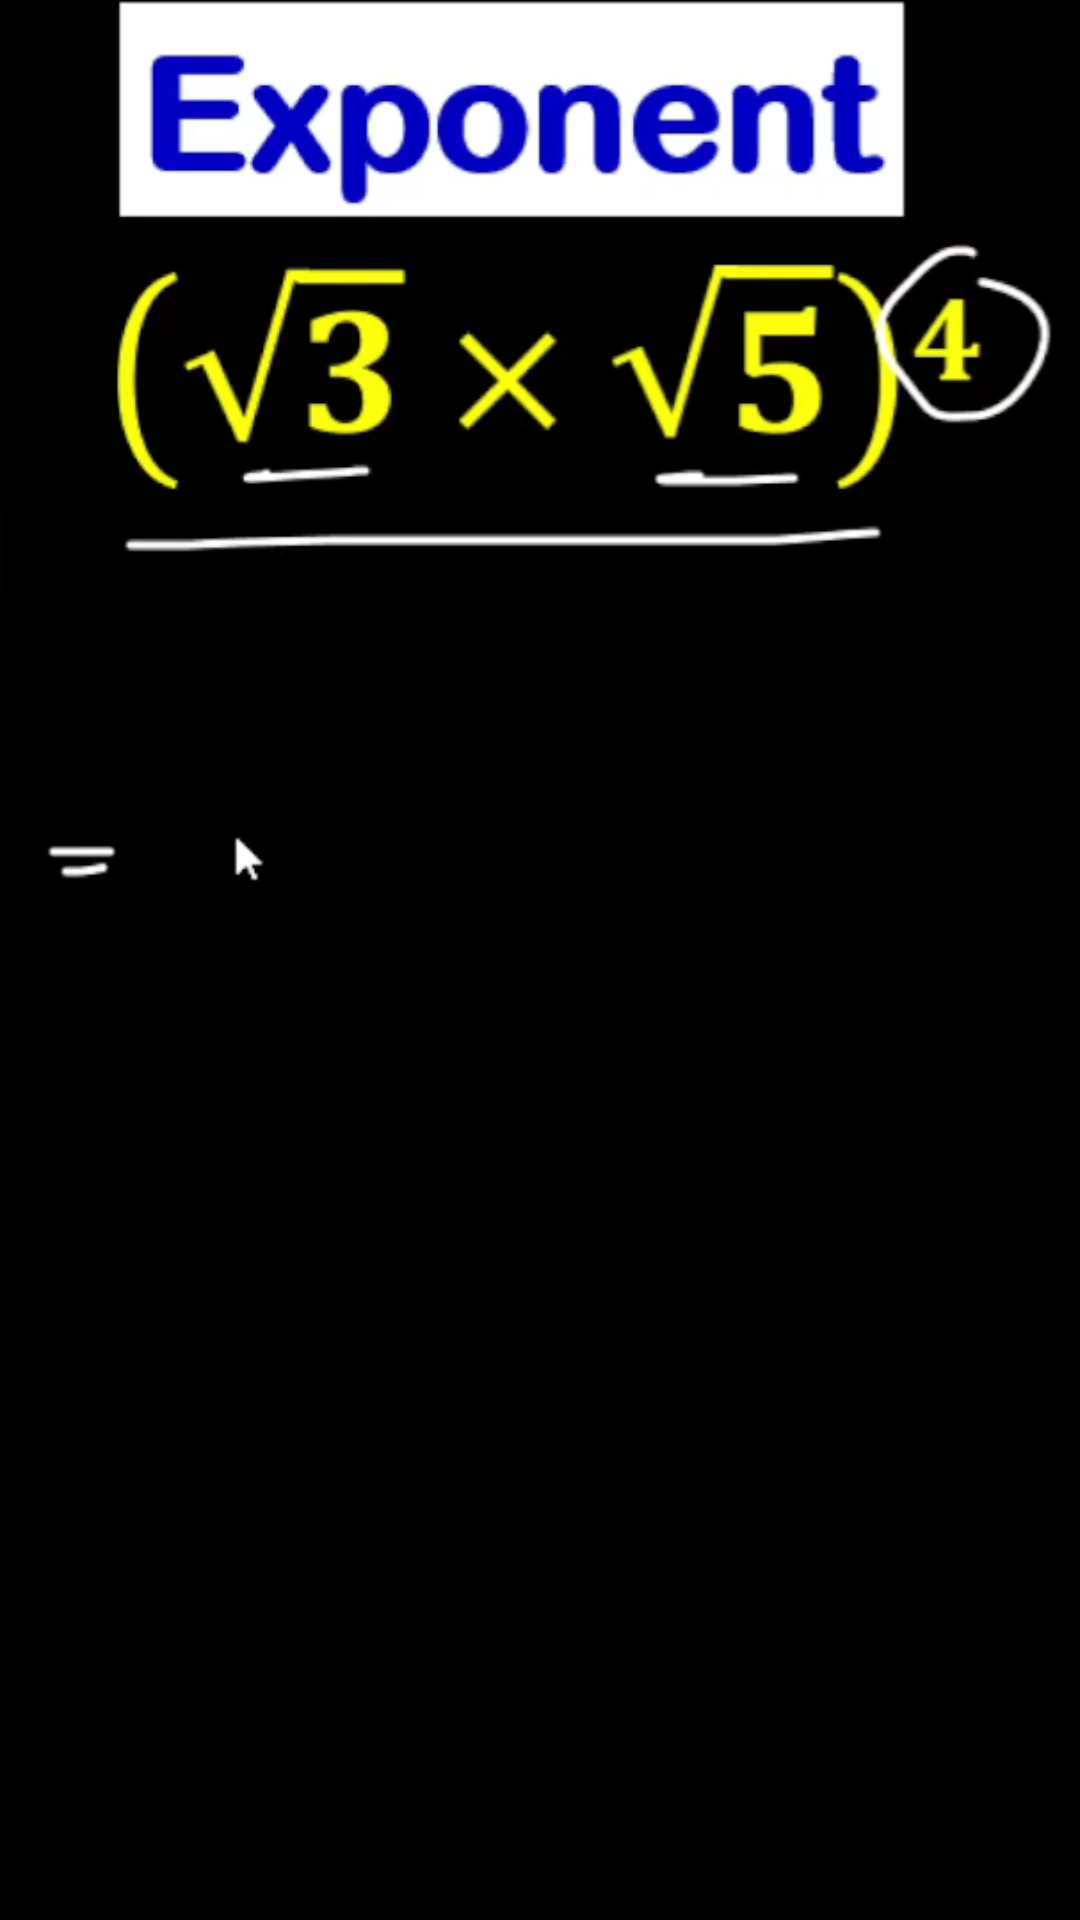 Exponent
(√3 × √5)⁴
=